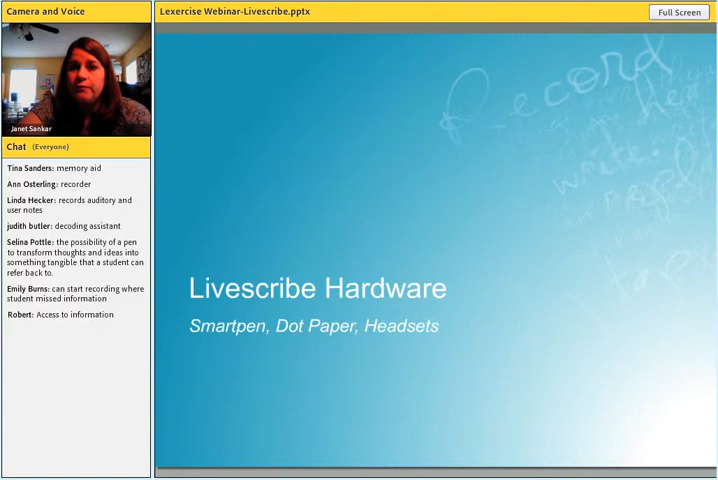 Camera and Voice
Lexercise Webinar-Livescribe.pptx
Full Screen
Janet Sankar
Chat (Everyone)
Tina Sanders: memory aid
Ann Osterling: recorder
Linda Hecker: records auditory and
user notes
judith butler: decoding assistant
Selina Pottle: the possibility of a pen
to transform thoughts and ideas into
something tangible that a student can
refer back to.
Emily Burns: can start recording where
student missed information
Robert: Access to information
Record
hea
write.
Livescribe Hardware
Smartpen, Dot Paper, Headsets